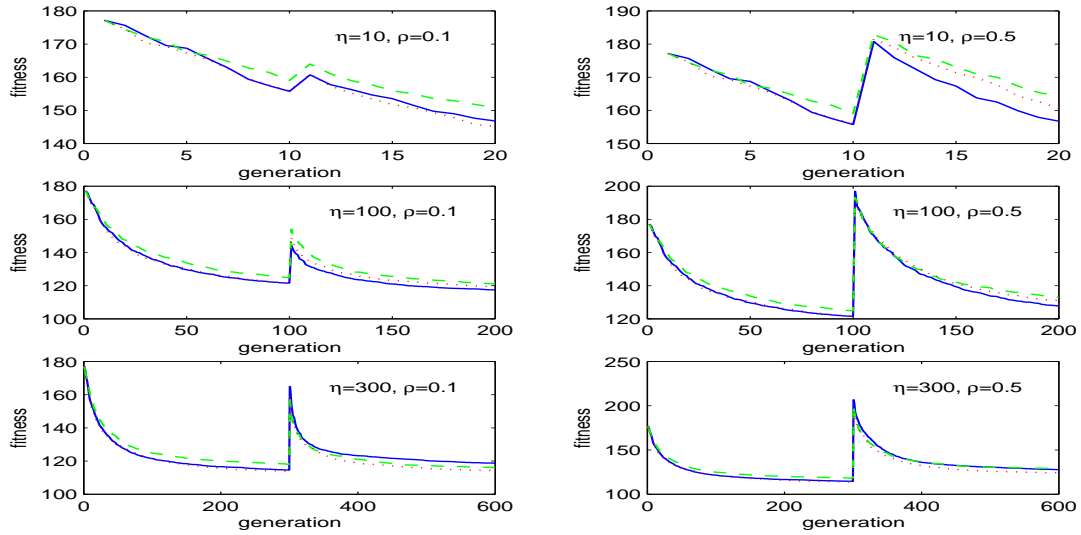 180
170
160
150
140
fitness
η=10, ρ=0.1
0 5 10 15 20
generation
190
180
170
160
150
fitness
η=10, ρ=0.5
0 5 10 15 20
generation
180
160
140
120
100
fitness
η=100, ρ=0.1
0 50 100 150 200
generation
200
180
160
140
120
fitness
η=100, ρ=0.5
0 50 100 150 200
generation
180
160
140
120
100
fitness
η=300, ρ=0.1
0 200 400 600
generation
250
200
150
100
fitness
η=300, ρ=0.5
0 200 400 600
generation